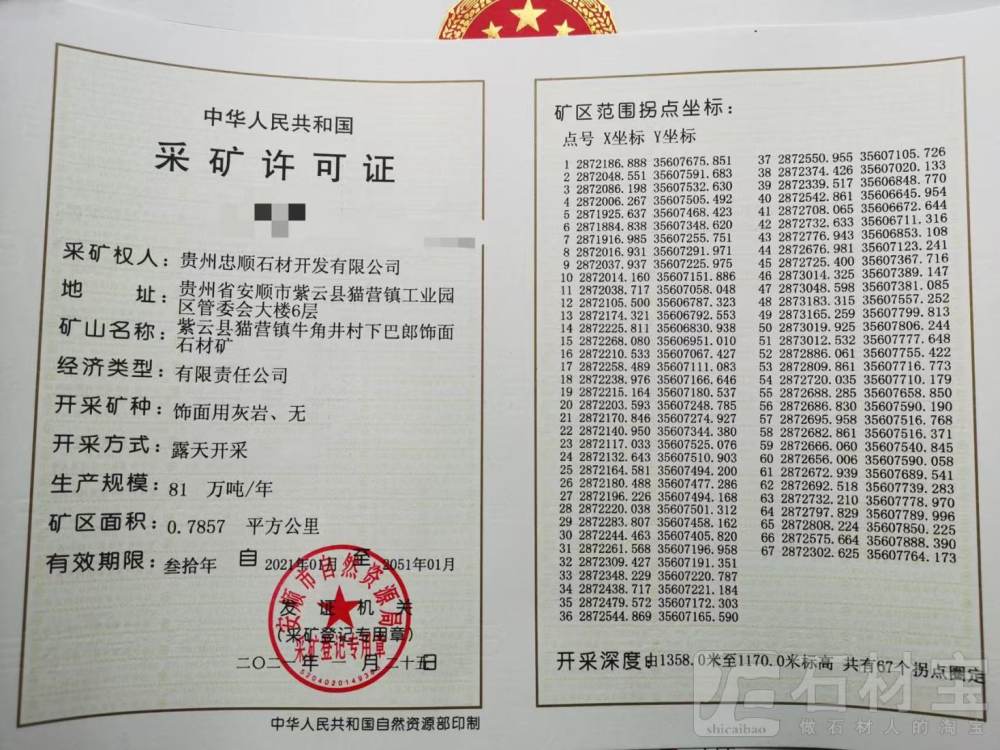 中华人民共和国
采矿许可证
采矿权人：贵州忠顺石材开发有限公司
地 址：贵州省安顺市紫云县猫营镇工业园
区管委会大楼6层
矿山名称：紫云县猫营镇牛角井村下巴郎饰面
石材矿
经济类型：有限责任公司
开采矿种：饰面用灰岩、无
开采方式：露天开采
生产规模：81 万吨/年
矿区面积：0.7857 平方公里
有效期限：叁拾年 自 2021年01月 至 2051年01月
发 证 机 关
(采矿登记专用章)
二〇二一年 一 月 二十五日
安顺市自然资源局
采矿登记专用章
中华人民共和国自然资源部印制
矿区范围拐点坐标：
点号 X坐标 Y坐标
1 2872186.888 35607675.851
2 2872048.551 35607591.683
3 2872086.198 35607532.630
4 2872006.267 35607505.492
5 2871925.637 35607468.423
6 2871884.838 35607348.620
7 2871916.985 35607255.751
8 2872016.931 35607291.971
9 2872037.937 35607225.975
10 2872014.160 35607151.886
11 2872038.717 35607058.048
12 2872105.500 35606787.323
13 2872174.321 35606792.553
14 2872225.811 35606830.938
15 2872268.080 35606951.010
16 2872210.533 35607067.427
17 2872258.489 35607111.083
18 2872238.976 35607166.646
19 2872215.164 35607180.537
20 2872203.593 35607248.785
21 2872170.846 35607274.927
22 2872140.950 35607344.380
23 2872117.033 35607525.076
24 2872132.643 35607510.903
25 2872164.581 35607494.200
26 2872180.488 35607477.286
27 2872196.226 35607494.168
28 2872220.038 35607501.312
29 2872283.807 35607458.162
30 2872244.463 35607405.820
31 2872261.568 35607196.958
32 2872309.427 35607191.351
33 2872348.229 35607220.787
34 2872438.717 35607221.184
35 2872479.572 35607172.303
36 2872544.869 35607165.590
37 2872550.955 35607105.726
38 2872374.426 35607020.133
39 2872339.517 35606848.770
40 2872542.861 35606645.954
41 2872708.065 35606672.644
42 2872732.633 35606711.316
43 2872776.943 35606853.108
44 2872676.981 35607123.241
45 2872725.400 35607367.716
46 2873014.325 35607389.147
47 2873048.598 35607381.085
48 2873183.315 35607557.252
49 2873165.259 35607799.813
50 2873019.925 35607806.244
51 2873012.532 35607777.648
52 2872886.061 35607755.422
53 2872809.861 35607716.773
54 2872720.035 35607710.179
55 2872688.285 35607658.850
56 2872686.830 35607590.190
57 2872695.958 35607516.768
58 2872682.861 35607516.371
59 2872666.060 35607540.845
60 2872656.006 35607590.058
61 2872672.939 35607689.541
62 2872692.518 35607739.283
63 2872732.210 35607778.970
64 2872797.829 35607789.996
65 2872808.224 35607850.225
66 2872575.664 35607888.390
67 2872302.625 35607764.173
开采深度由1358.0米至1170.0米标高 共有67个拐点圈定
石材宝
shicaibao 做石材人的淘宝